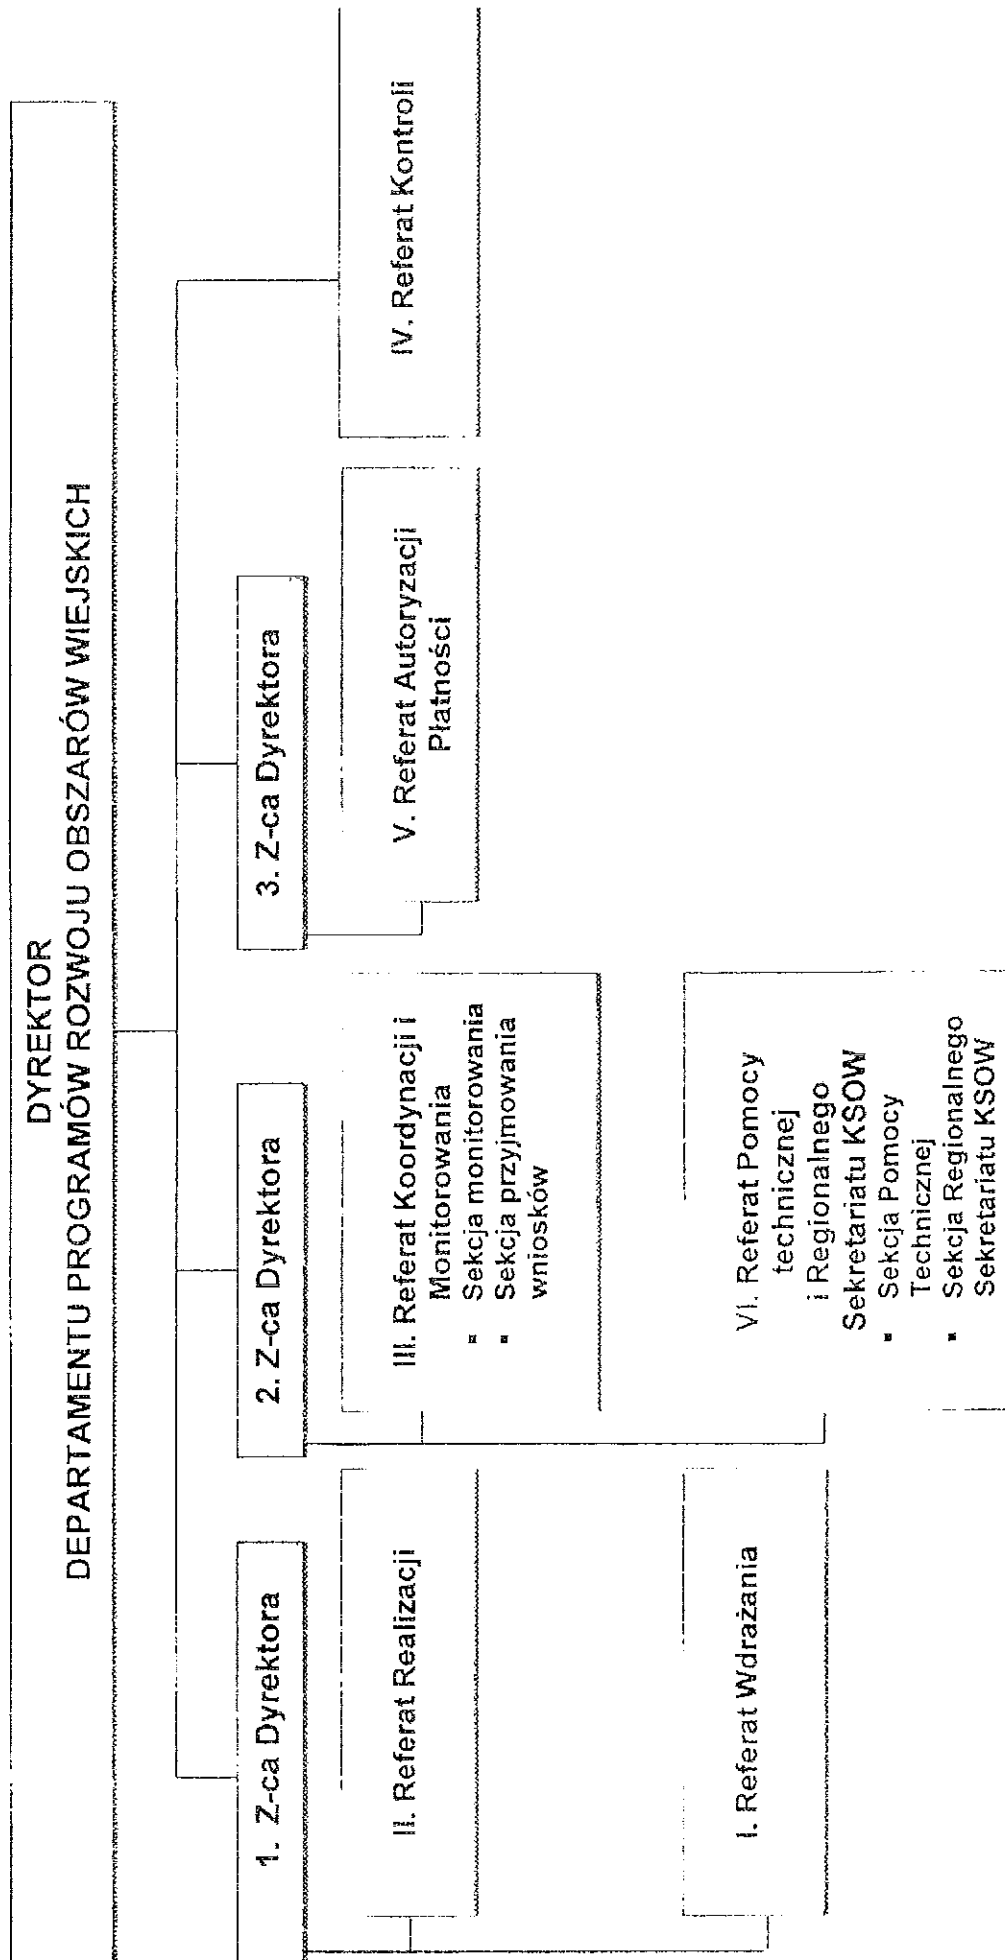 DYREKTOR
DEPARTAMENTU PROGRAMÓW ROZWOJU OBSZARÓW WIEJSKICH
1. Z-ca Dyrektora
2. Z-ca Dyrektora
3. Z-ca Dyrektora
II. Referat Realizacji
III. Referat Koordynacji i
Monitorowania
▪ Sekcja monitorowania
▪ Sekcja przyjmowania
wniosków
V. Referat Autoryzacji
Płatności
IV. Referat Kontroli
I. Referat Wdrażania
VI. Referat Pomocy
technicznej
i Regionalnego
Sekretariatu KSOW
▪ Sekcja Pomocy
Technicznej
▪ Sekcja Regionalnego
Sekretariatu KSOW